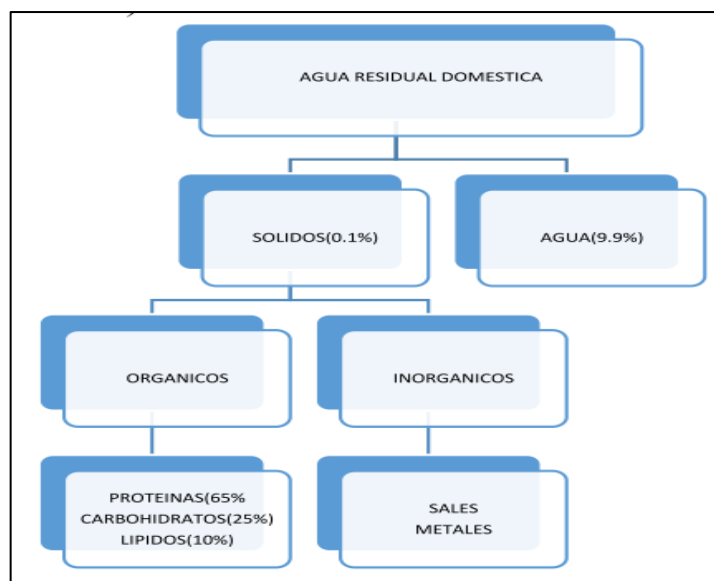 AGUA RESIDUAL DOMESTICA
SOLIDOS(0.1%)
AGUA(9.9%)
ORGANICOS
INORGANICOS
PROTEINAS(65%
CARBOHIDRATOS(25%)
LIPIDOS(10%)
SALES
METALES